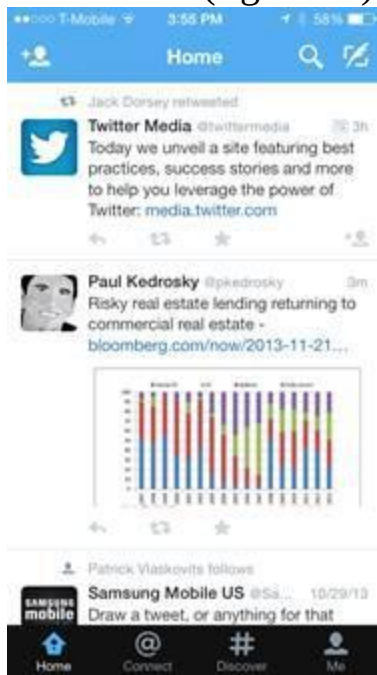 T-Mobile 3:55 PM 58%
Home
Jack Dorsey retweeted
Twitter Media @twittermedia 3h
Today we unveil a site featuring best
practices, success stories and more
to help you leverage the power of
Twitter: media.twitter.com
Paul Kedrosky @pkedrosky 3m
Risky real estate lending returning to
commercial real estate -
bloomberg.com/now/2013-11-21...
Patrick Vlaskovits follows
Samsung Mobile US @Sa... 10/29/13
SAMSUNG
mobile
Draw a tweet, or anything for that
Home Connect Discover Me